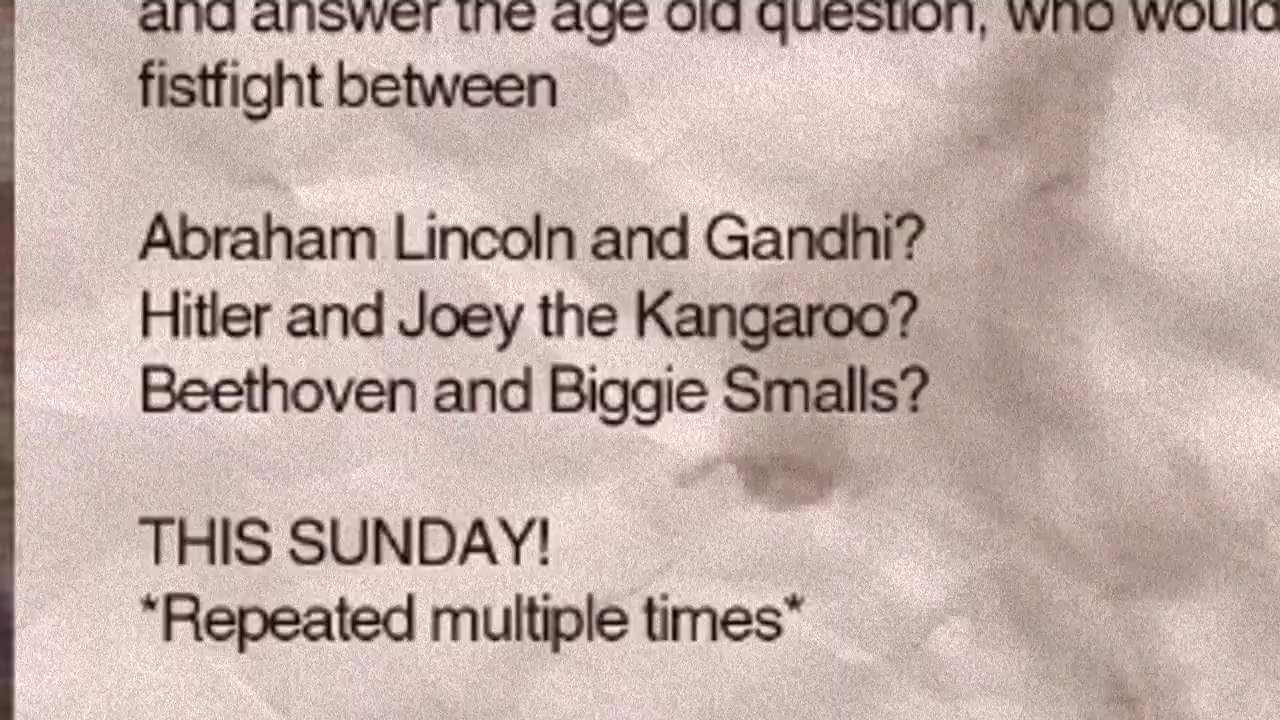 and answer the age old question, who would
fistfight between
Abraham Lincoln and Gandhi?
Hitler and Joey the Kangaroo?
Beethoven and Biggie Smalls?
THIS SUNDAY!
*Repeated multiple times*